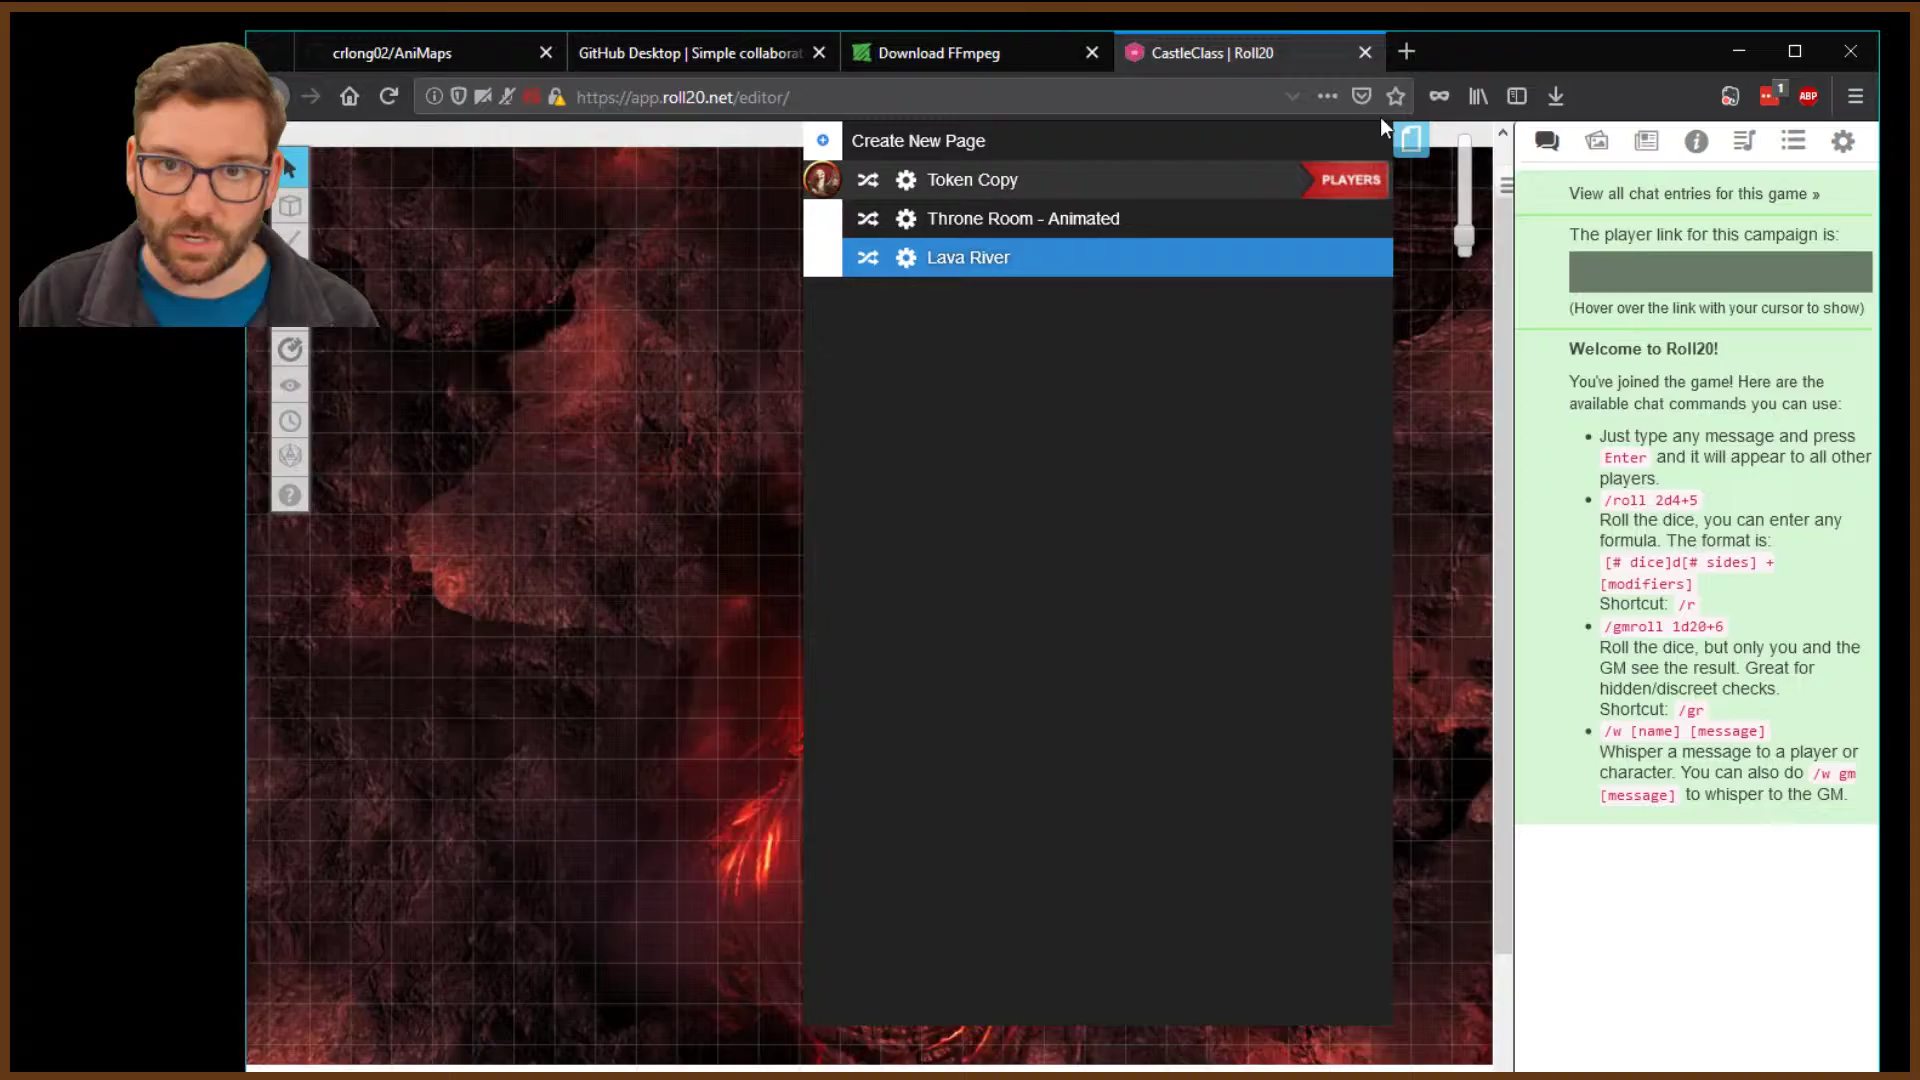 crlong02/AniMaps
GitHub Desktop | Simple collaborat
Download FFmpeg
CastleClass | Roll20
https://app.roll20.net/editor/
1
ABP
Create New Page
Token Copy
PLAYERS
Throne Room - Animated
Lava River
View all chat entries for this game »
The player link for this campaign is:
(Hover over the link with your cursor to show)
Welcome to Roll20!
You've joined the game! Here are the
available chat commands you can use:
Just type any message and press
Enter and it will appear to all other
players.
/roll 2d4+5
Roll the dice, you can enter any
formula. The format is:
[# dice]d[# sides] +
[modifiers]
Shortcut: /r
/gmroll 1d20+6
Roll the dice, but only you and the
GM see the result. Great for
hidden/discreet checks.
Shortcut: /gr
/w [name] [message]
Whisper a message to a player or
character. You can also do /w gm
[message] to whisper to the GM.